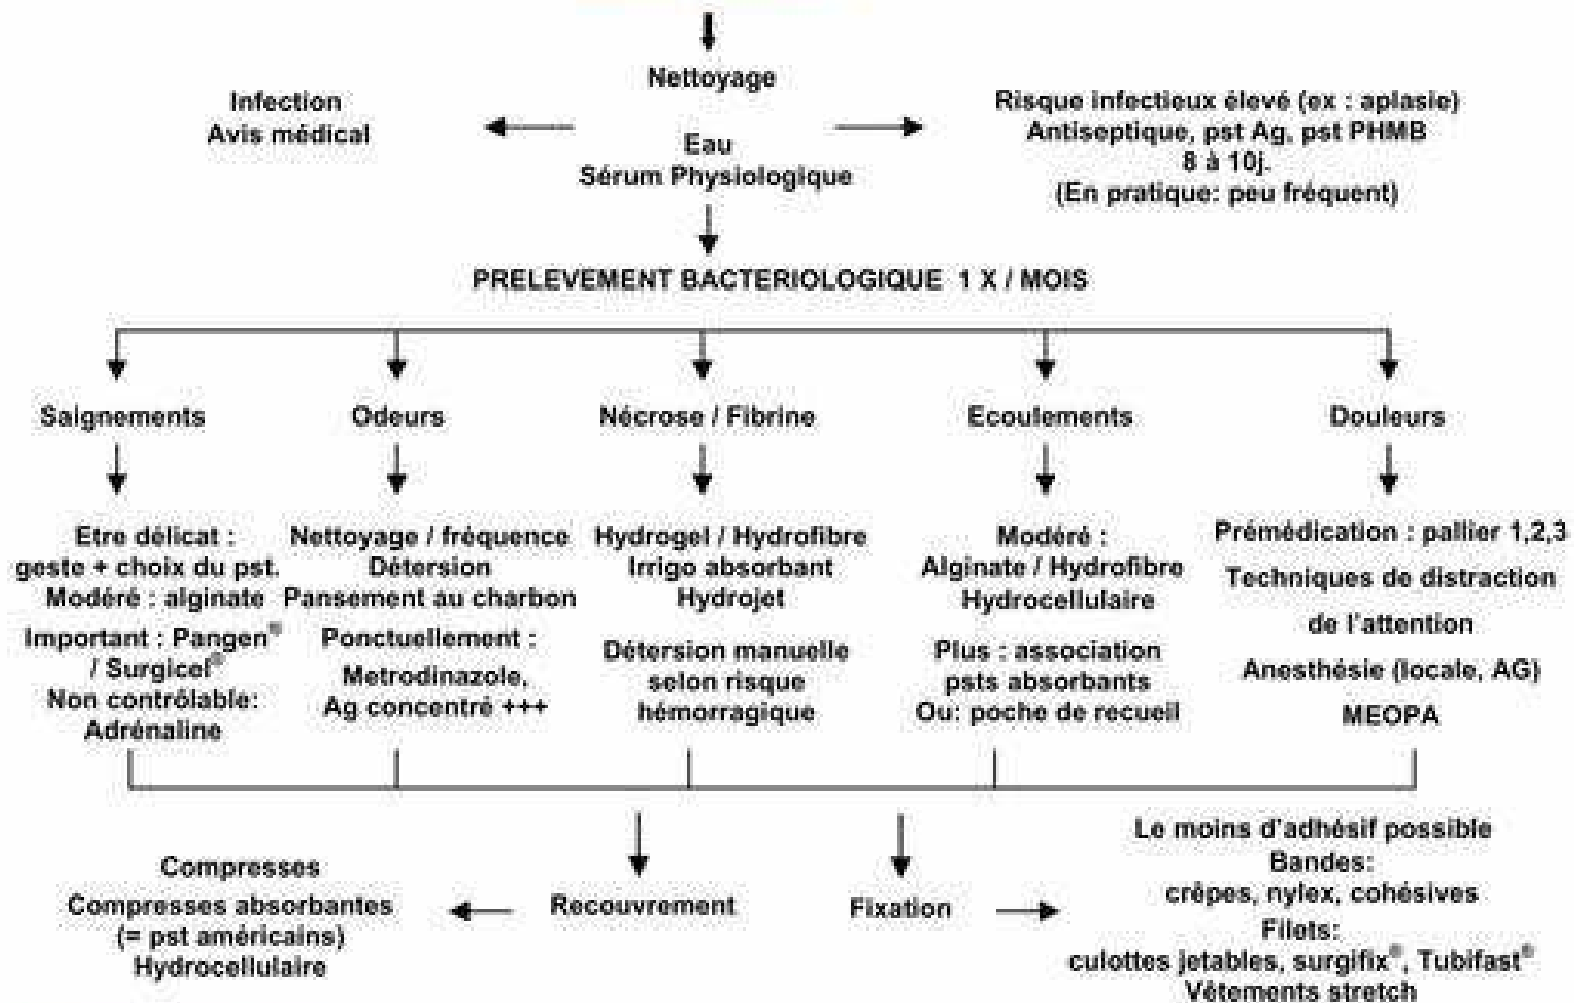 Nettoyage
Infection
Avis médical
Eau
Sérum Physiologique
Risque infectieux élevé (ex : aplasie)
Antiseptique, pst Ag, pst PHMB
8 à 10j.
(En pratique: peu fréquent)
PRELEVEMENT BACTERIOLOGIQUE 1 X / MOIS
Saignements
Odeurs
Nécrose / Fibrine
Ecoulements
Douleurs
Etre délicat :
geste + choix du pst.
Modéré : alginate
Important : Pangen®
/ Surgicel®
Non contrôlable:
Adrénaline
Nettoyage / fréquence
Détersion
Pansement au charbon
Ponctuellement :
Metrodinazole,
Ag concentré +++
Hydrogel / Hydrofibre
Irrigo absorbant
Hydrojet
Détersion manuelle
selon risque
hémorragique
Modéré :
Alginate / Hydrofibre
Hydrocellulaire
Plus : association
psts absorbants
Ou: poche de recueil
Prémédication : pallier 1,2,3
Techniques de distraction
de l'attention
Anesthésie (locale, AG)
MEOPA
Compresses
Compresses absorbantes
(= pst américains)
Hydrocellulaire
Recouvrement
Fixation
Le moins d'adhésif possible
Bandes:
crêpes, nylex, cohésives
Filets:
culottes jetables, surgifix®, Tubifast®
Vêtements stretch